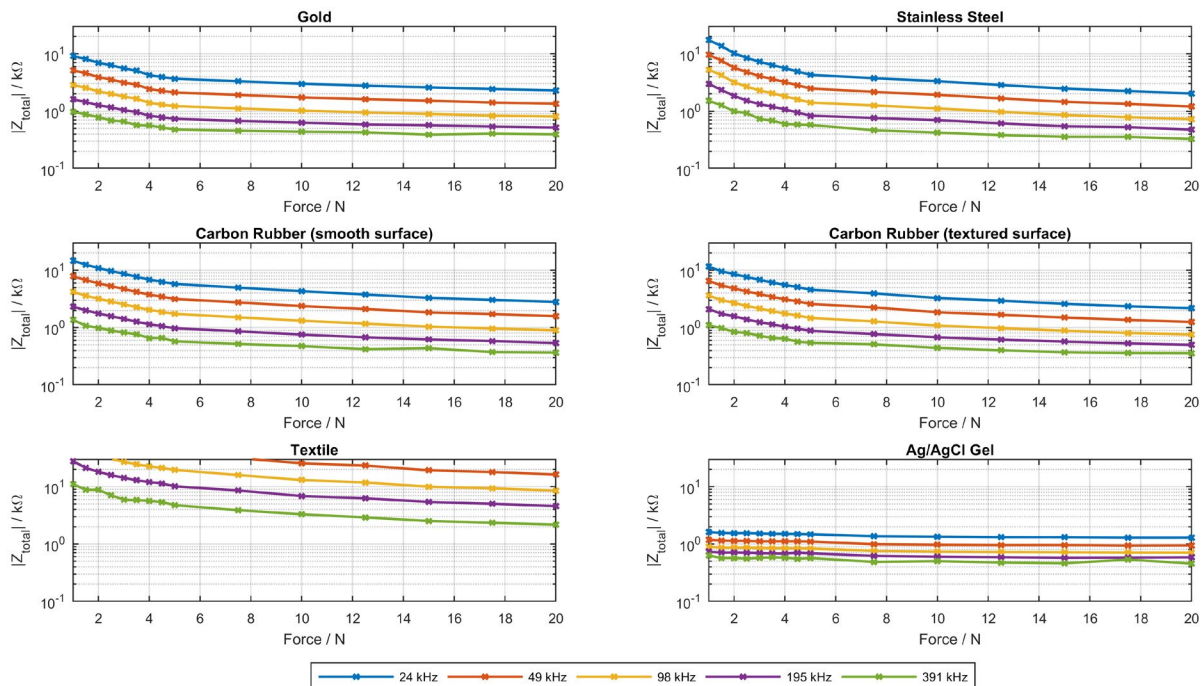 Gold
|Z_total| / kΩ
10^1
10^0
10^-1
2 4 6 8 10 12 14 16 18 20
Force / N
Stainless Steel
|Z_total| / kΩ
10^1
10^0
10^-1
2 4 6 8 10 12 14 16 18 20
Force / N
Carbon Rubber (smooth surface)
|Z_total| / kΩ
10^1
10^0
10^-1
2 4 6 8 10 12 14 16 18 20
Force / N
Carbon Rubber (textured surface)
|Z_total| / kΩ
10^1
10^0
10^-1
2 4 6 8 10 12 14 16 18 20
Force / N
Textile
|Z_total| / kΩ
10^1
10^0
10^-1
2 4 6 8 10 12 14 16 18 20
Force / N
Ag/AgCl Gel
|Z_total| / kΩ
10^1
10^0
10^-1
2 4 6 8 10 12 14 16 18 20
Force / N
24 kHz 49 kHz 98 kHz 195 kHz 391 kHz